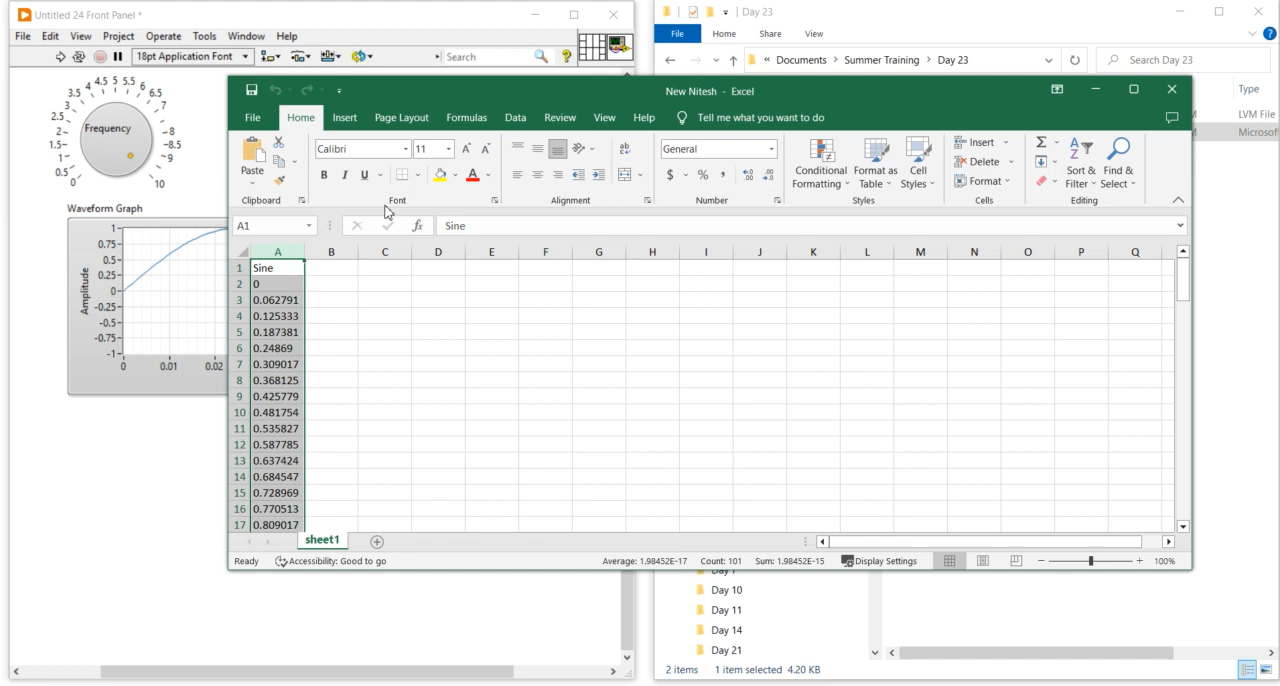 Untitled 24 Front Panel *
File Edit View Project Operate Tools Window Help
18pt Application Font
Search
4.5 5 5.5
3.5 4 6 6.5
3 7
2.5
Frequency
2 8
1.5 8.5
1 9
0.5
0 10
Waveform Graph
Amplitude
1
0.75
0.5
0.25
0
-0.25
-0.5
-0.75
-1
0 0.01 0.02
Day 23
File Home Share View
« Documents > Summer Training > Day 23
Search Day 23
Type
LVM File
Microsof
New Nitesh - Excel
File Home Insert Page Layout Formulas Data Review View Help Tell me what you want to do
Paste
Calibri 11
B I U A
ab
General
$ % ,
Conditional Formatting
Format as Table
Cell Styles
Insert
Delete
Format
Sort & Filter
Find & Select
Clipboard Font Alignment Number Styles Cells Editing
A1 fx Sine
A B C D E F G H I J K L M N O P Q
1 Sine
2 0
3 0.062791
4 0.125333
5 0.187381
6 0.24869
7 0.309017
8 0.368125
9 0.425779
10 0.481754
11 0.535827
12 0.587785
13 0.637424
14 0.684547
15 0.728969
16 0.770513
17 0.809017
sheet1
Ready Accessibility: Good to go Average: 1.98452E-17 Count: 101 Sum: 1.98452E-15 Display Settings 100%
Day 7
Day 10
Day 11
Day 14
Day 21
2 items 1 item selected 4.20 KB